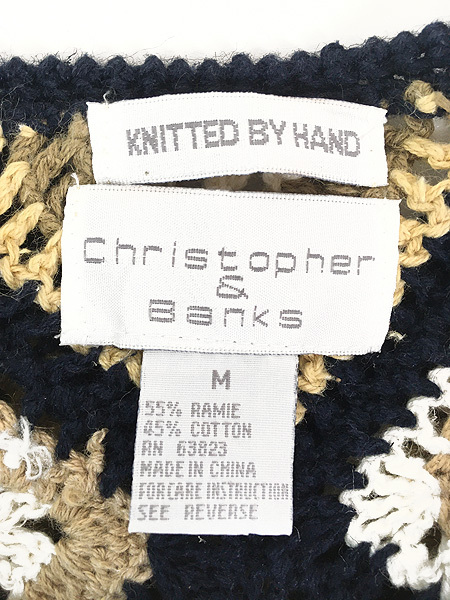 KNITTED BY HAND
Christopher
&
Banks
M
55% RAMIE
45% COTTON
RN 63823
MADE IN CHINA
FOR CARE INSTRUCTION
SEE REVERSE